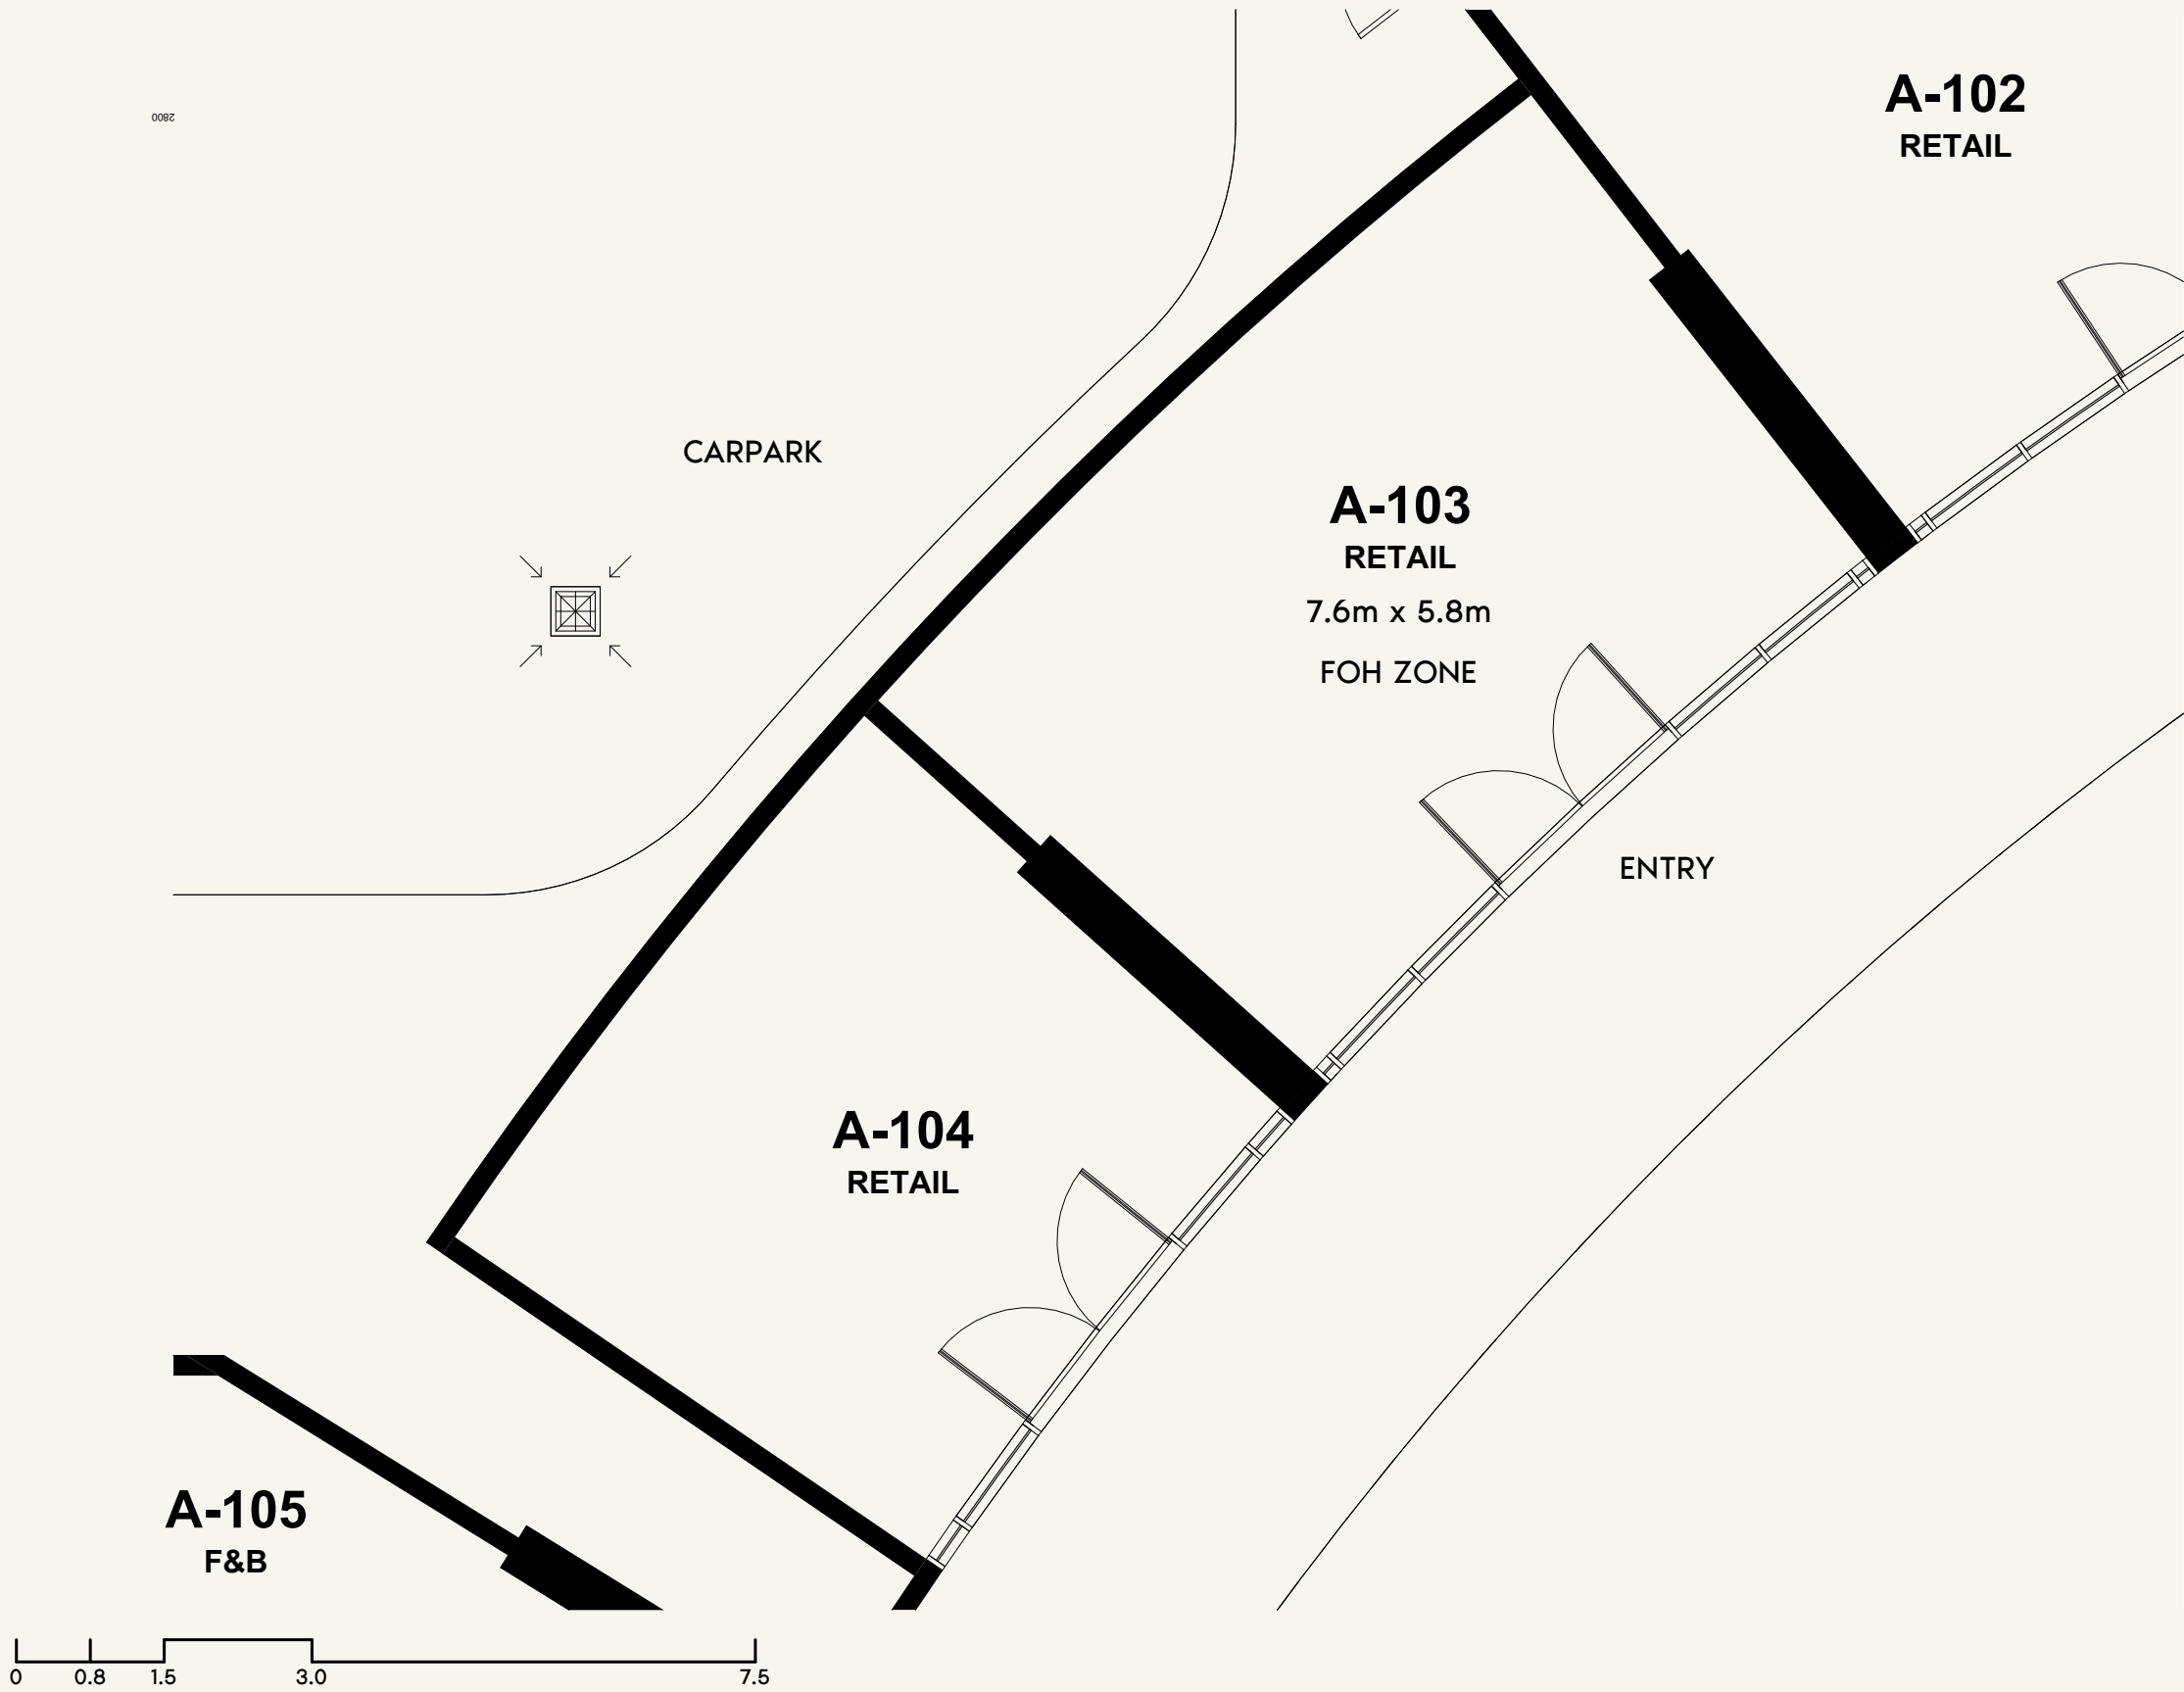 A-102
RETAIL
2800
CARPARK
A-103
RETAIL
7.6m x 5.8m
FOH ZONE
ENTRY
A-104
RETAIL
A-105
F&B
0 0.8 1.5 3.0 7.5